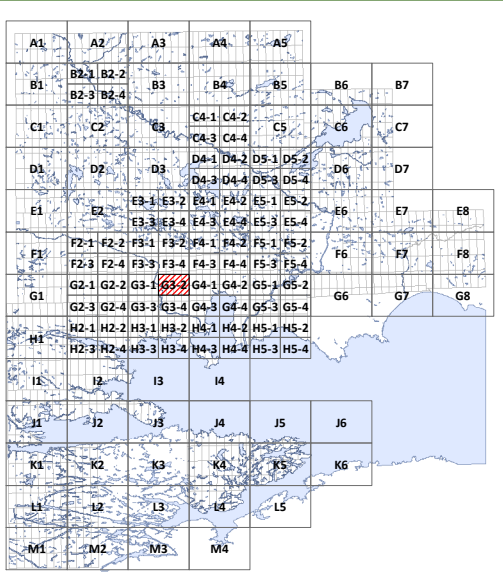 A1 A2 A3 A4 A5
B2-1 B2-2
B1 B3 B4 B5 B6 B7
B2-3 B2-4
C4-1 C4-2
C1 C2 C3 C5 C6 C7
C4-3 C4-4
D4-1 D4-2 D5-1 D5-2
D1 D2 D3 D6 D7
D4-3 D4-4 D5-3 D5-4
E3-1 E3-2 E4-1 E4-2 E5-1 E5-2
E1 E2 E6 E7 E8
E3-3 E3-4 E4-3 E4-4 E5-3 E5-4
F2-1 F2-2 F3-1 F3-2 F4-1 F4-2 F5-1 F5-2
F1 F6 F7 F8
F2-3 F2-4 F3-3 F3-4 F4-3 F4-4 F5-3 F5-4
G2-1 G2-2 G3-1 G3-2 G4-1 G4-2 G5-1 G5-2
G1 G6 G7 G8
G2-3 G2-4 G3-3 G3-4 G4-3 G4-4 G5-3 G5-4
H2-1 H2-2 H3-1 H3-2 H4-1 H4-2 H5-1 H5-2
H1
H2-3 H2-4 H3-3 H3-4 H4-3 H4-4 H5-3 H5-4
I1 I2 I3 I4
J1 J2 J3 J4 J5 J6
K1 K2 K3 K4 K5 K6
L1 L2 L3 L4 L5
M1 M2 M3 M4